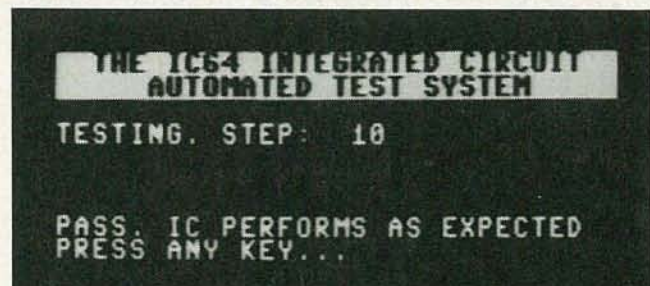 THE IC64 INTEGRATED CIRCUIT
AUTOMATED TEST SYSTEM
TESTING. STEP: 10
PASS. IC PERFORMS AS EXPECTED
PRESS ANY KEY...